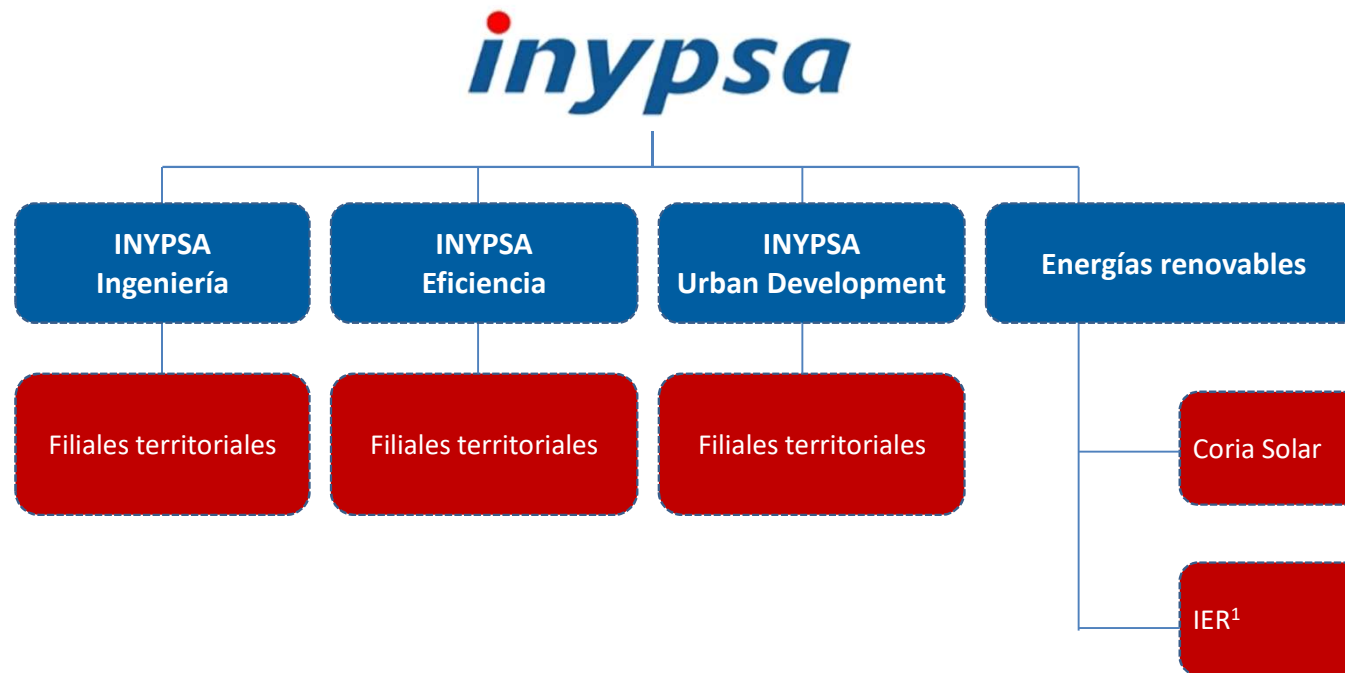 inypsa
INYPSA
Ingeniería
INYPSA
Eficiencia
INYPSA
Urban Development
Energías renovables
Filiales territoriales
Filiales territoriales
Filiales territoriales
Coria Solar
IER¹